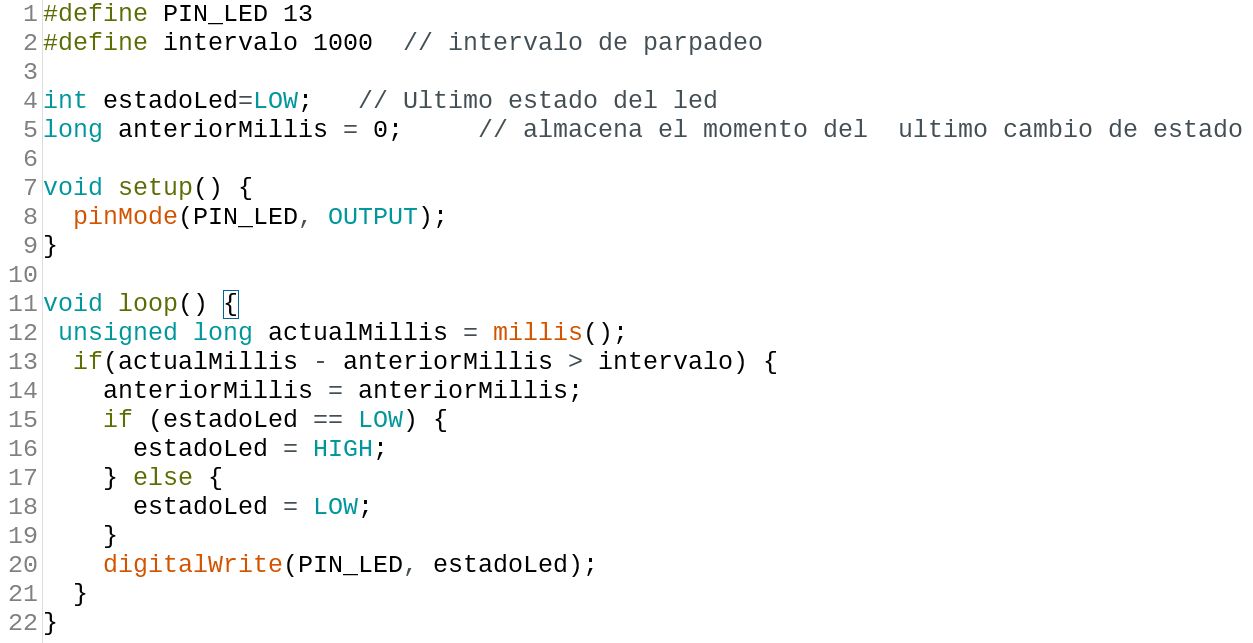 1 #define PIN_LED 13
2 #define intervalo 1000  // intervalo de parpadeo
3
4 int estadoLed=LOW;   // Ultimo estado del led
5 long anteriorMillis = 0;     // almacena el momento del  ultimo cambio de estado
6
7 void setup() {
8   pinMode(PIN_LED, OUTPUT);
9 }
10
11 void loop() {
12  unsigned long actualMillis = millis();
13   if(actualMillis - anteriorMillis > intervalo) {
14     anteriorMillis = anteriorMillis;
15     if (estadoLed == LOW) {
16       estadoLed = HIGH;
17     } else {
18       estadoLed = LOW;
19     }
20     digitalWrite(PIN_LED, estadoLed);
21   }
22 }